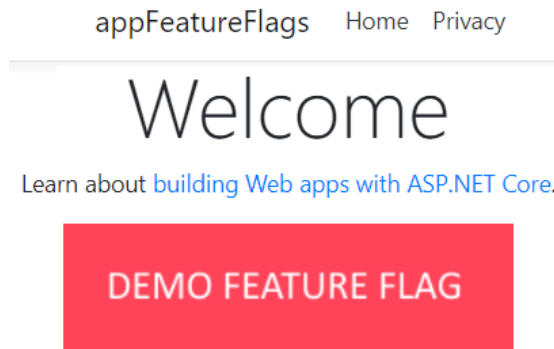 appFeatureFlags Home Privacy
Welcome
Learn about building Web apps with ASP.NET Core.
DEMO FEATURE FLAG